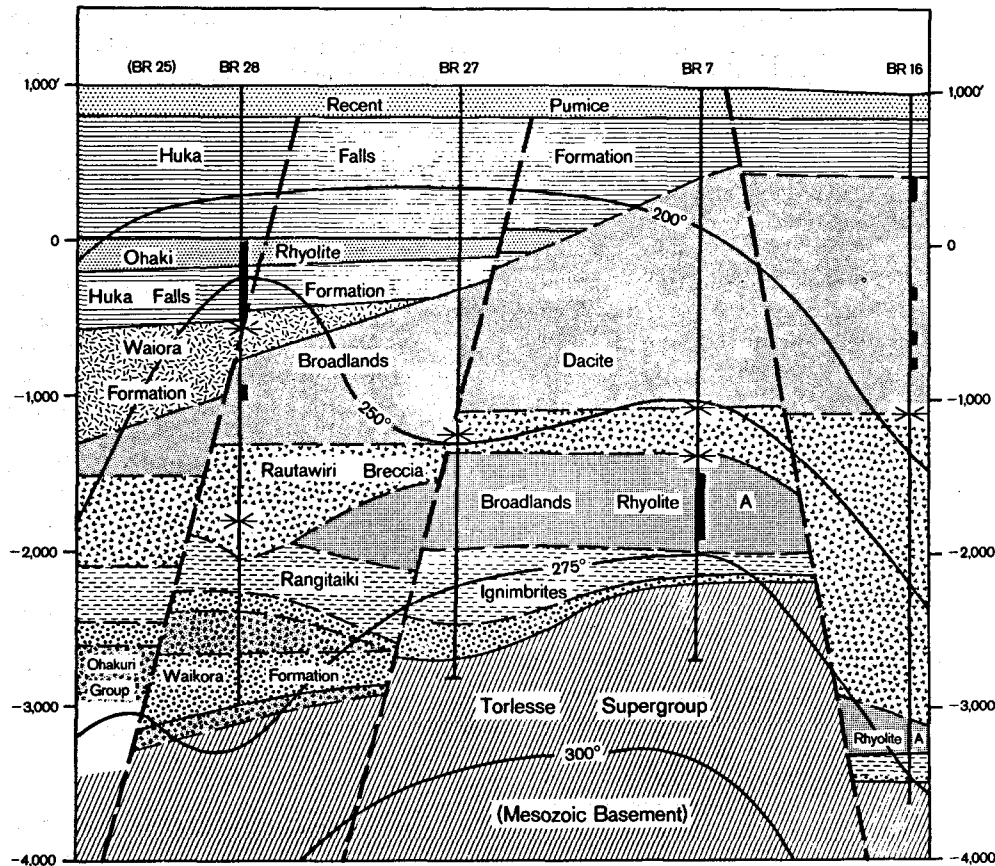 (BR 25) BR 28 BR 27 BR 7 BR 16
1,000' 1,000'
Recent Pumice
Huka Falls Formation
200°
0 0
Ohaki Rhyolite
Huka Falls Formation
Waiora
Broadlands Dacite
Formation
-1,000 -1,000
250°
Rautawiri Breccia
Broadlands Rhyolite A
-2,000 -2,000
275°
Rangitaiki
Ignimbrites
Ohakuri
Group
Waikora Formation
-3,000 -3,000
Torlesse Supergroup
Rhyolite A
300°
(Mesozoic Basement)
-4,000 -4,000